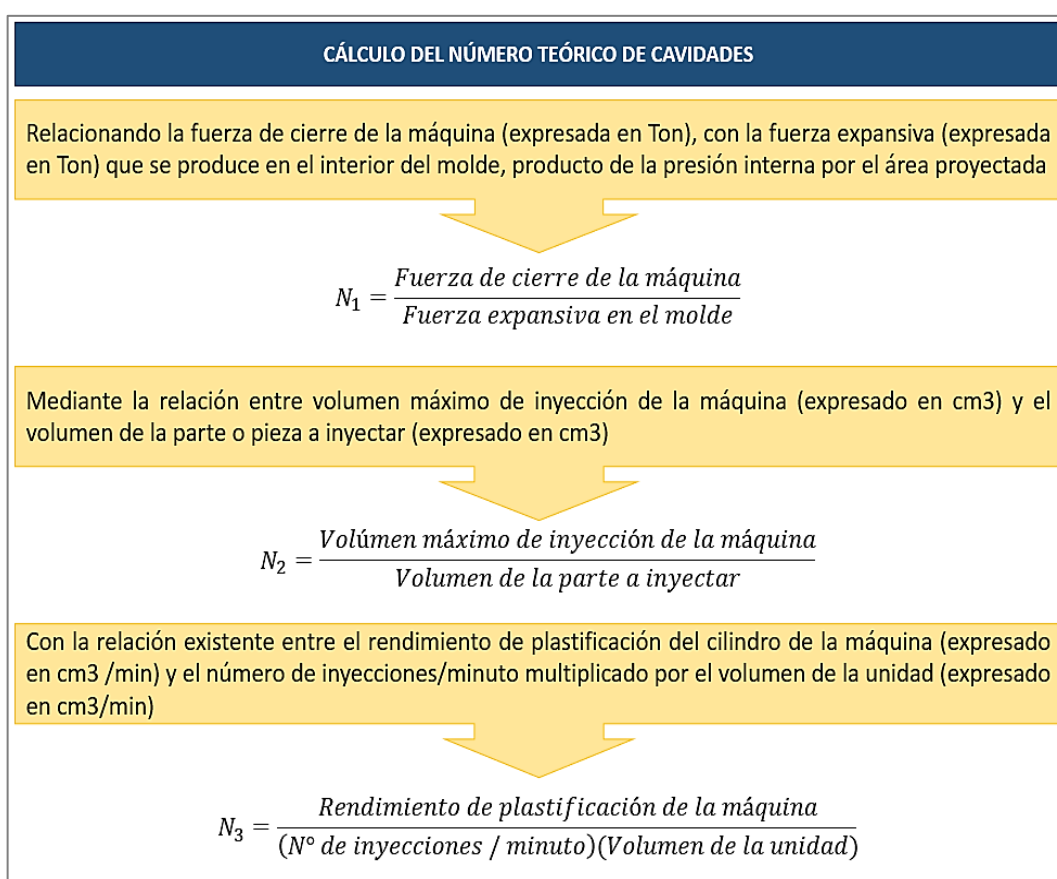 CÁLCULO DEL NÚMERO TEÓRICO DE CAVIDADES
Relacionando la fuerza de cierre de la máquina (expresada en Ton), con la fuerza expansiva (expresada
en Ton) que se produce en el interior del molde, producto de la presión interna por el área proyectada
N₁ = Fuerza de cierre de la máquina / Fuerza expansiva en el molde
Mediante la relación entre volumen máximo de inyección de la máquina (expresado en cm3) y el
volumen de la parte o pieza a inyectar (expresado en cm3)
N₂ = Volúmen máximo de inyección de la máquina / Volumen de la parte a inyectar
Con la relación existente entre el rendimiento de plastificación del cilindro de la máquina (expresado
en cm3 /min) y el número de inyecciones/minuto multiplicado por el volumen de la unidad (expresado
en cm3/min)
N₃ = Rendimiento de plastificación de la máquina / (N° de inyecciones / minuto)(Volumen de la unidad)